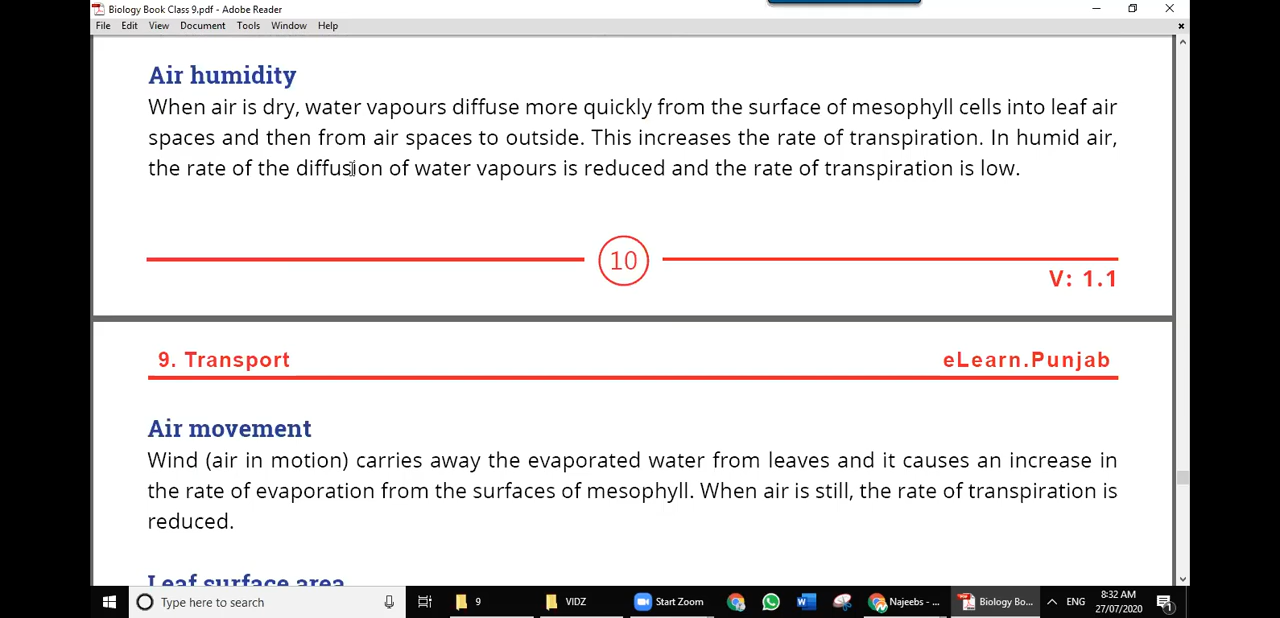 Biology Book Class 9.pdf - Adobe Reader
File Edit View Document Tools Window Help
Air humidity
When air is dry, water vapours diffuse more quickly from the surface of mesophyll cells into leaf air
spaces and then from air spaces to outside. This increases the rate of transpiration. In humid air,
the rate of the diffusion of water vapours is reduced and the rate of transpiration is low.
10
V: 1.1
9. Transport eLearn.Punjab
Air movement
Wind (air in motion) carries away the evaporated water from leaves and it causes an increase in
the rate of evaporation from the surfaces of mesophyll. When air is still, the rate of transpiration is
reduced.
Leaf surface area
Type here to search 9 VIDZ Start Zoom Najeebs - ... Biology Bo... ENG 8:32 AM
27/07/2020 1